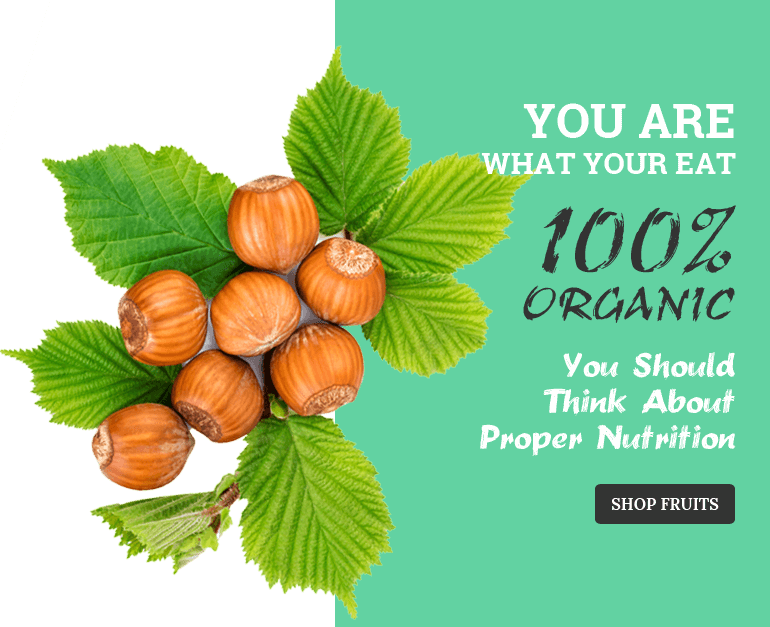 YOU ARE
WHAT YOUR EAT
100%
ORGANIC
You Should
Think About
Proper Nutrition
SHOP FRUITS